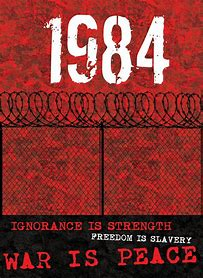 1984
IGNORANCE IS STRENGTH
FREEDOM IS SLAVERY
WAR IS PEACE